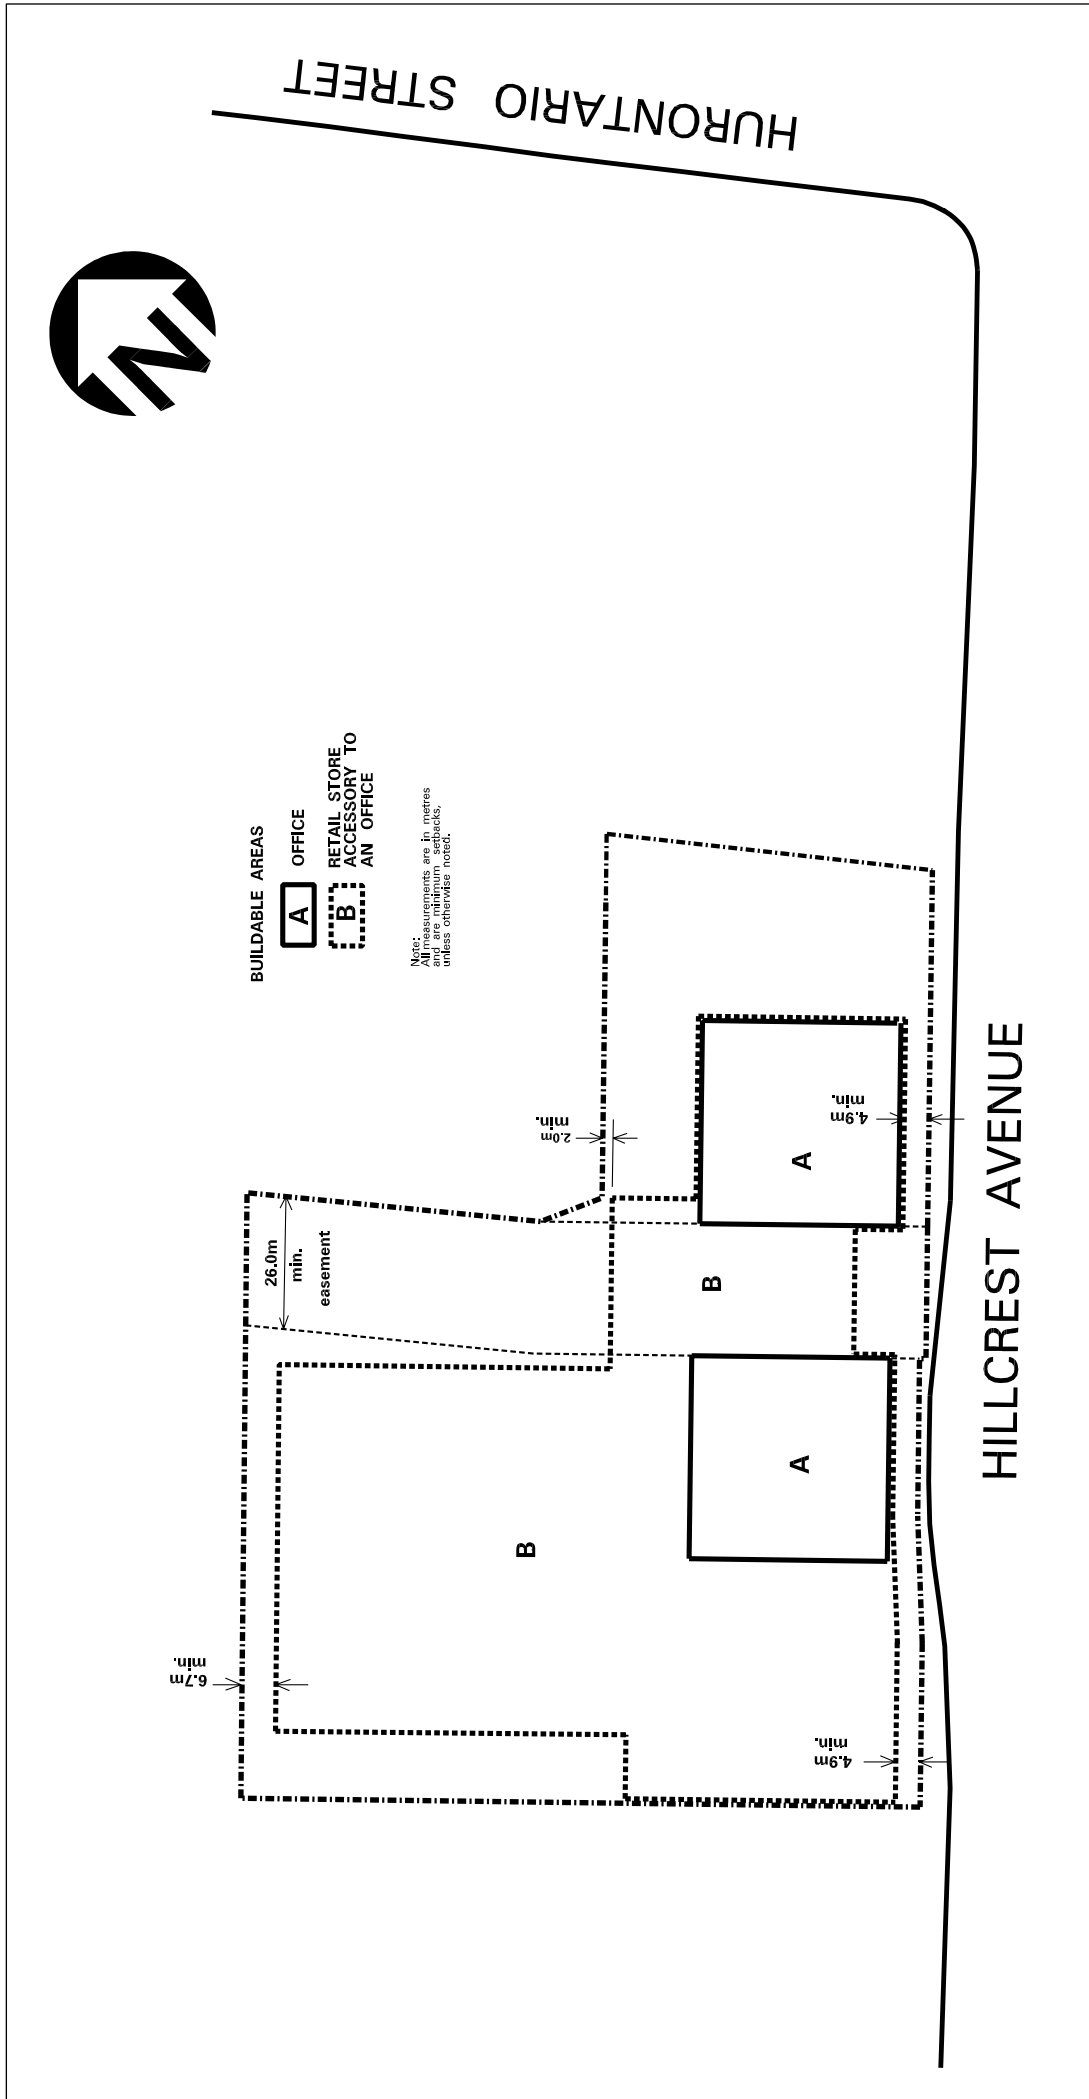 HURONTARIO STREET
N
BUILDABLE AREAS
A
OFFICE
B
RETAIL STORE
ACCESSORY TO
AN OFFICE
Note:
All measurements are in metres
and are minimum setbacks,
unless otherwise noted.
26.0m
min.
easement
2.0m
min.
4.9m
min.
A
B
A
B
6.7m
min.
4.9m
min.
HILLCREST AVENUE